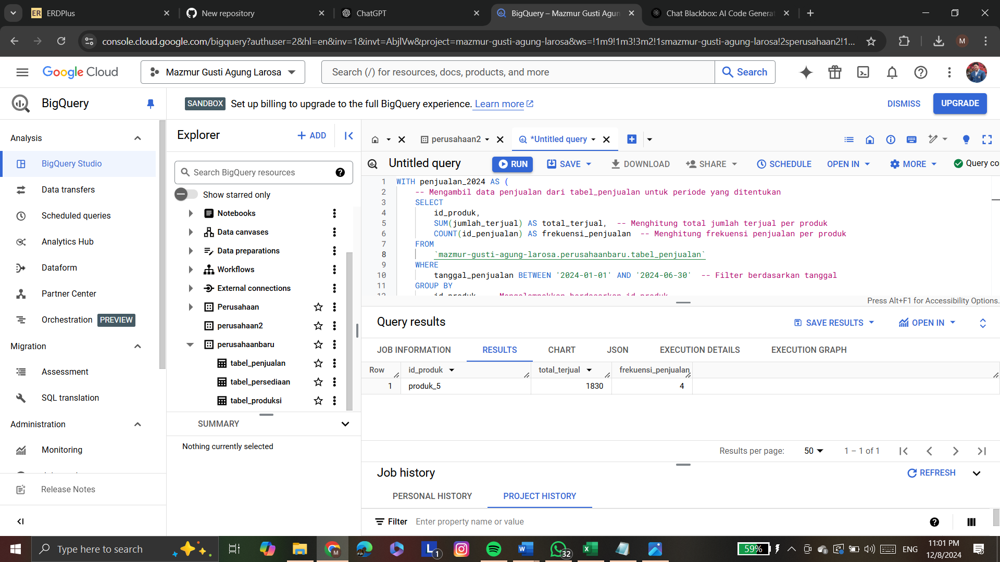 ERDPlus
New repository
ChatGPT
BigQuery – Mazmur Gusti Agun
Chat Blackbox: AI Code Genera
console.cloud.google.com/bigquery?authuser=2&hl=en&inv=1&invt=AbjlVw&project=mazmur-gusti-agung-larosa&ws=!1m9!1m3!3m2!1smazmur-gusti-agung-larosa!2sperusahaan2!1...
M
Google Cloud
Mazmur Gusti Agung Larosa
Search (/) for resources, docs, products, and more
Search
BigQuery
SANDBOX Set up billing to upgrade to the full BigQuery experience. Learn more
DISMISS
UPGRADE
Analysis
BigQuery Studio
Data transfers
Scheduled queries
Analytics Hub
Dataform
Partner Center
Orchestration PREVIEW
Migration
Assessment
SQL translation
Administration
Monitoring
Release Notes
Explorer
+ ADD
Search BigQuery resources
Show starred only
Notebooks
Data canvases
Data preparations
Workflows
External connections
Perusahaan
perusahaan2
perusahaanbaru
tabel_penjualan
tabel_persediaan
tabel_produksi
SUMMARY
Nothing currently selected
perusahaan2
*Untitled query
Untitled query
RUN
SAVE
DOWNLOAD
SHARE
SCHEDULE
OPEN IN
MORE
Query co
1 WITH penjualan_2024 AS (
2 -- Mengambil data penjualan dari tabel_penjualan untuk periode yang ditentukan
3 SELECT
4 id_produk,
5 SUM(jumlah_terjual) AS total_terjual, -- Menghitung total jumlah terjual per produk
6 COUNT(id_penjualan) AS frekuensi_penjualan -- Menghitung frekuensi penjualan per produk
7 FROM
8 `mazmur-gusti-agung-larosa.perusahaanbaru.tabel_penjualan`
9 WHERE
10 tanggal_penjualan BETWEEN '2024-01-01' AND '2024-06-30' -- Filter berdasarkan tanggal
11 GROUP BY
12 id_produk -- Mengelompokkan berdasarkan id_produk
Press Alt+F1 for Accessibility Options.
Query results
SAVE RESULTS
OPEN IN
JOB INFORMATION
RESULTS
CHART
JSON
EXECUTION DETAILS
EXECUTION GRAPH
Row id_produk total_terjual frekuensi_penjualan
1 produk_5 1830 4
Results per page: 50 1 – 1 of 1
Job history
REFRESH
PERSONAL HISTORY
PROJECT HISTORY
Filter Enter property name or value
Type here to search
1
32
59%
ENG
11:01 PM
12/8/2024